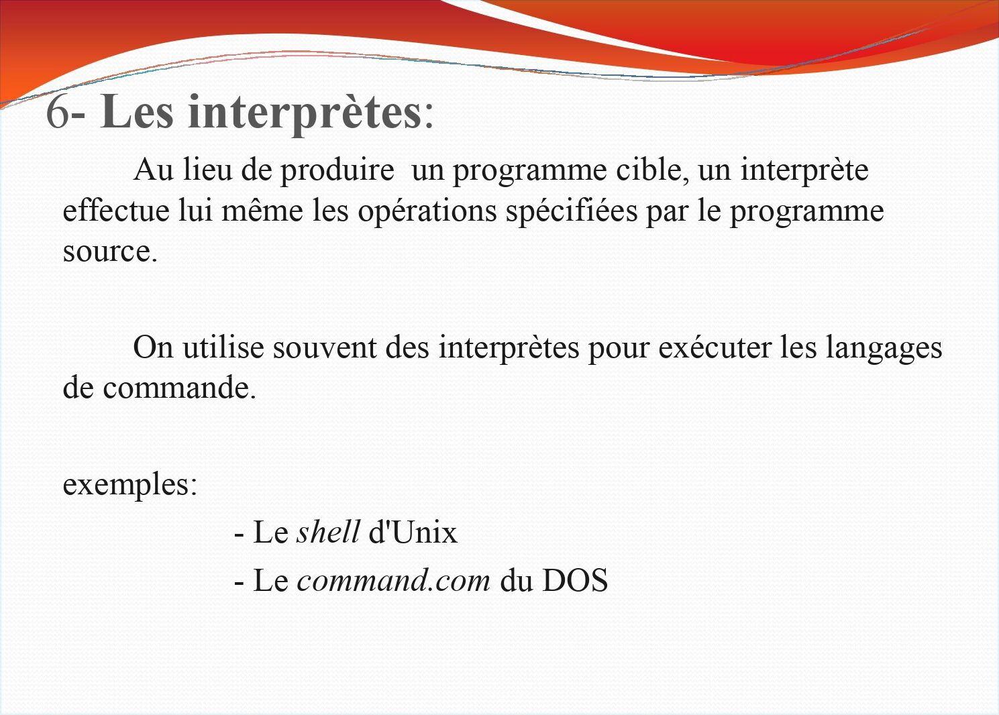 6- Les interprètes:
Au lieu de produire  un programme cible, un interprète
effectue lui même les opérations spécifiées par le programme
source.
On utilise souvent des interprètes pour exécuter les langages
de commande.
exemples:
- Le shell d'Unix
- Le command.com du DOS